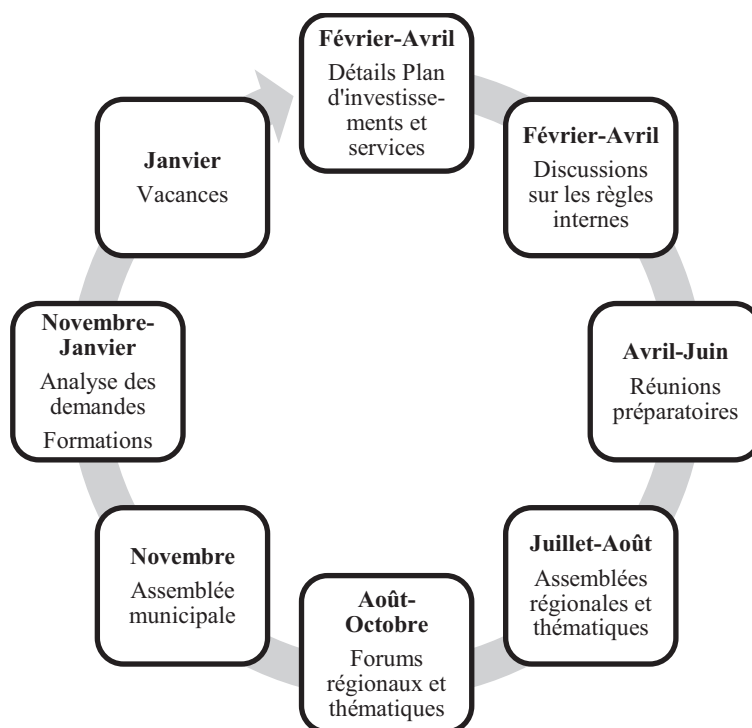 Février-Avril
Détails Plan
d'investisse-
ments et
services
Février-Avril
Discussions
sur les règles
internes
Avril-Juin
Réunions
préparatoires
Juillet-Août
Assemblées
régionales et
thématiques
Août-
Octobre
Forums
régionaux et
thématiques
Novembre
Assemblée
municipale
Novembre-
Janvier
Analyse des
demandes
Formations
Janvier
Vacances